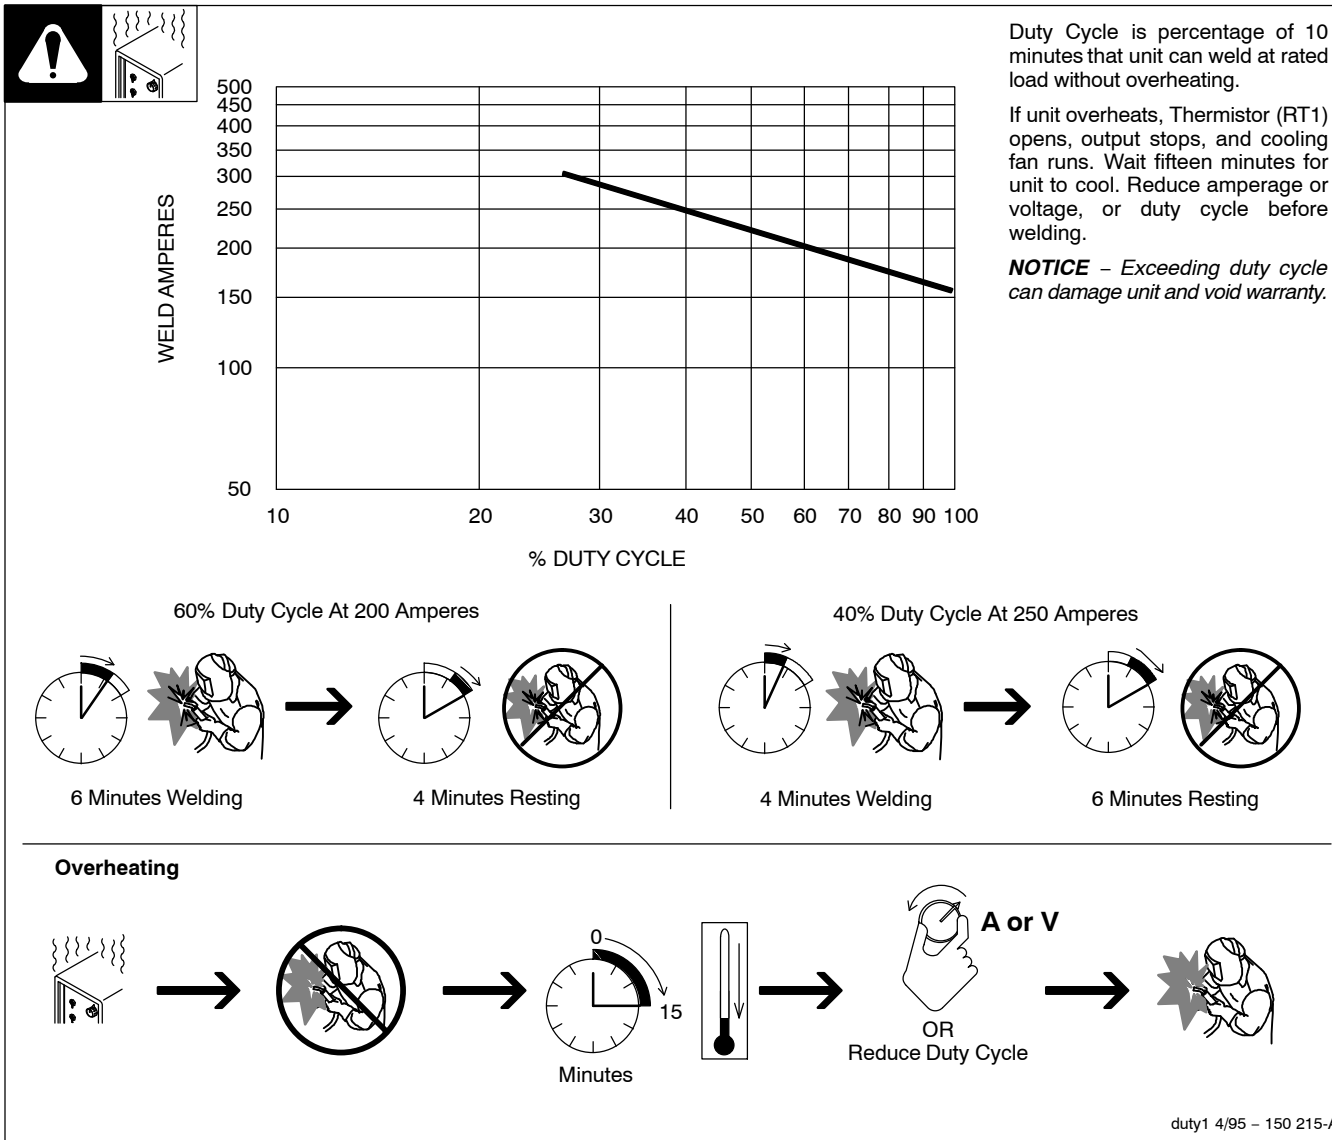 Duty Cycle is percentage of 10
minutes that unit can weld at rated
load without overheating.
If unit overheats, Thermistor (RT1)
opens, output stops, and cooling
fan runs. Wait fifteen minutes for
unit to cool. Reduce amperage or
voltage, or duty cycle before
welding.
NOTICE – Exceeding duty cycle
can damage unit and void warranty.
500
450
400
350
300
250
200
150
100
50
WELD AMPERES
10 20 30 40 50 60 70 80 90 100
% DUTY CYCLE
60% Duty Cycle At 200 Amperes
6 Minutes Welding
4 Minutes Resting
40% Duty Cycle At 250 Amperes
4 Minutes Welding
6 Minutes Resting
Overheating
0
15
Minutes
A or V
OR
Reduce Duty Cycle
duty1 4/95 – 150 215-A